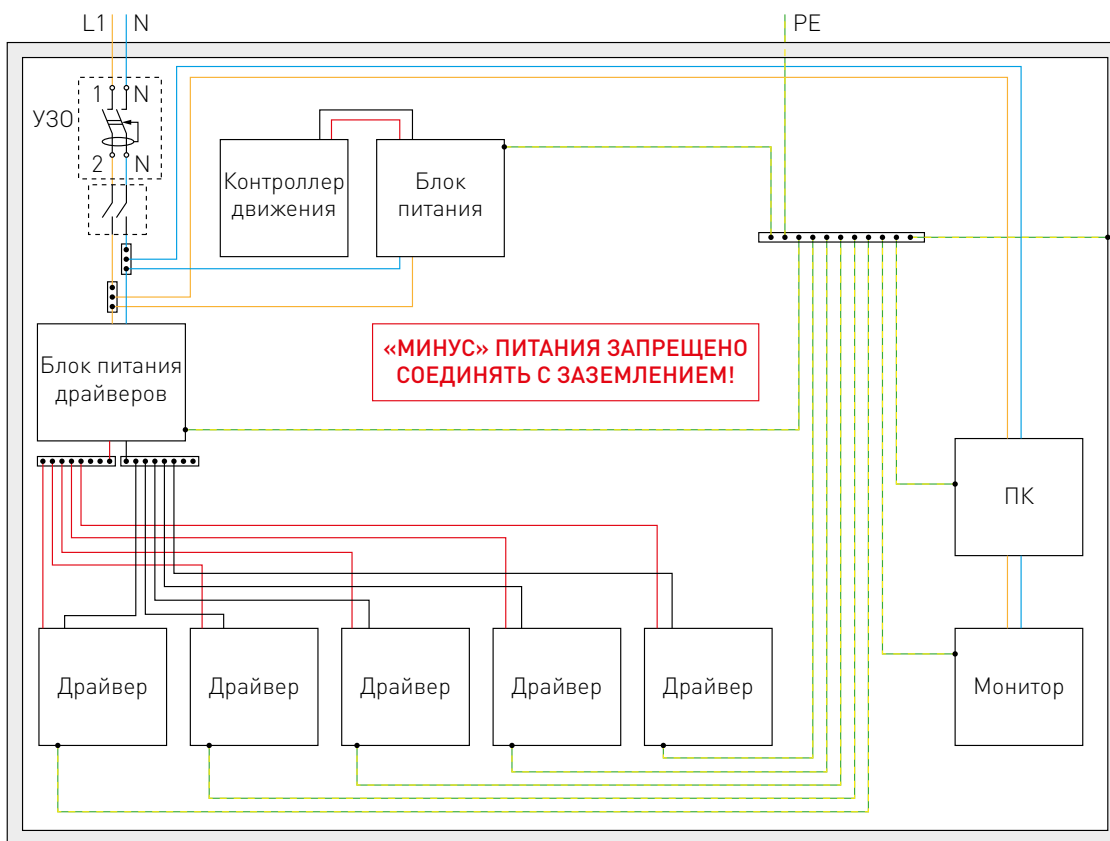 L1 N
PE
1 N
УЗО
2 N
Контроллер
движения
Блок
питания
«МИНУС» ПИТАНИЯ ЗАПРЕЩЕНО
СОЕДИНЯТЬ С ЗАЗЕМЛЕНИЕМ!
Блок питания
драйверов
ПК
Драйвер
Драйвер
Драйвер
Драйвер
Драйвер
Монитор